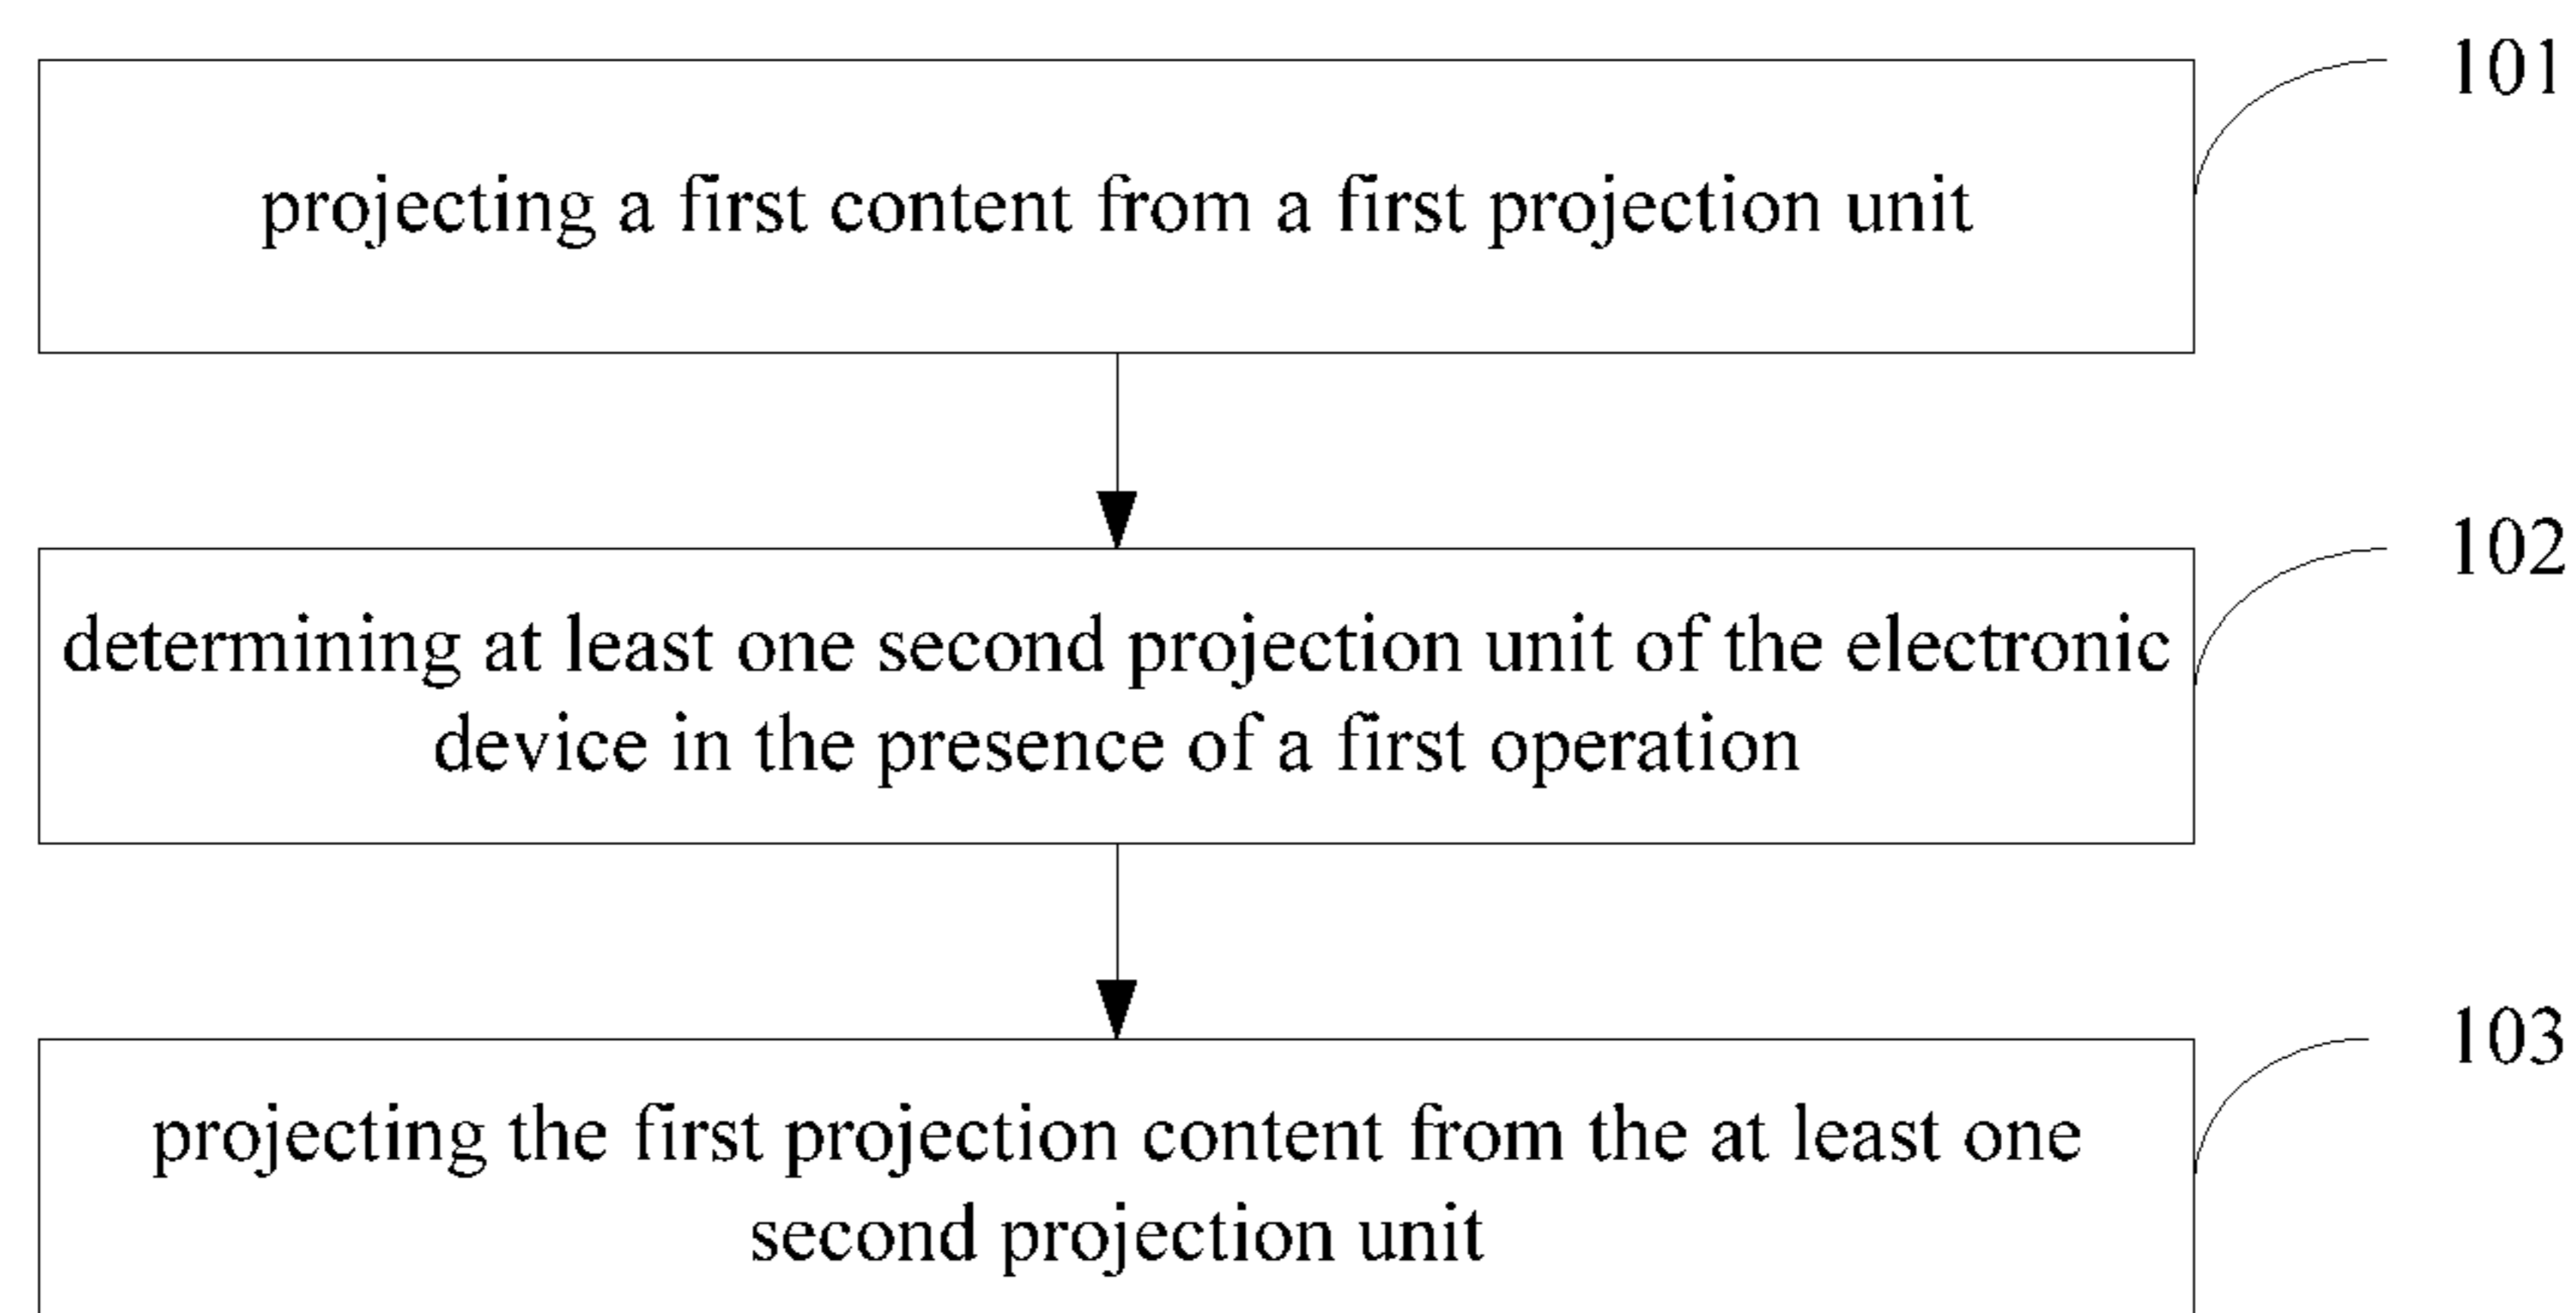 101
projecting a first content from a first projection unit
102
determining at least one second projection unit of the electronic
device in the presence of a first operation
103
projecting the first projection content from the at least one
second projection unit